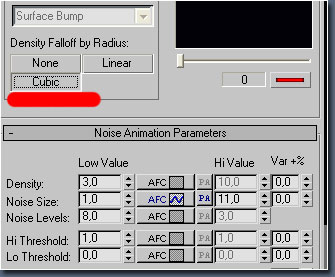 Surface Bump
Density Falloff by Radius:
None Linear
Cubic
0
- Noise Animation Parameters
Low Value Hi Value Var +%
Density: 3,0 AFC PA 10,0 0,0
Noise Size: 1,0 AFC PA 11,0 0,0
Noise Levels: 8,0 AFC PA 3,0
Hi Threshold: 1,0 AFC PA 1,0 0,0
Lo Threshold: 0,0 AFC PA 0,0 0,0